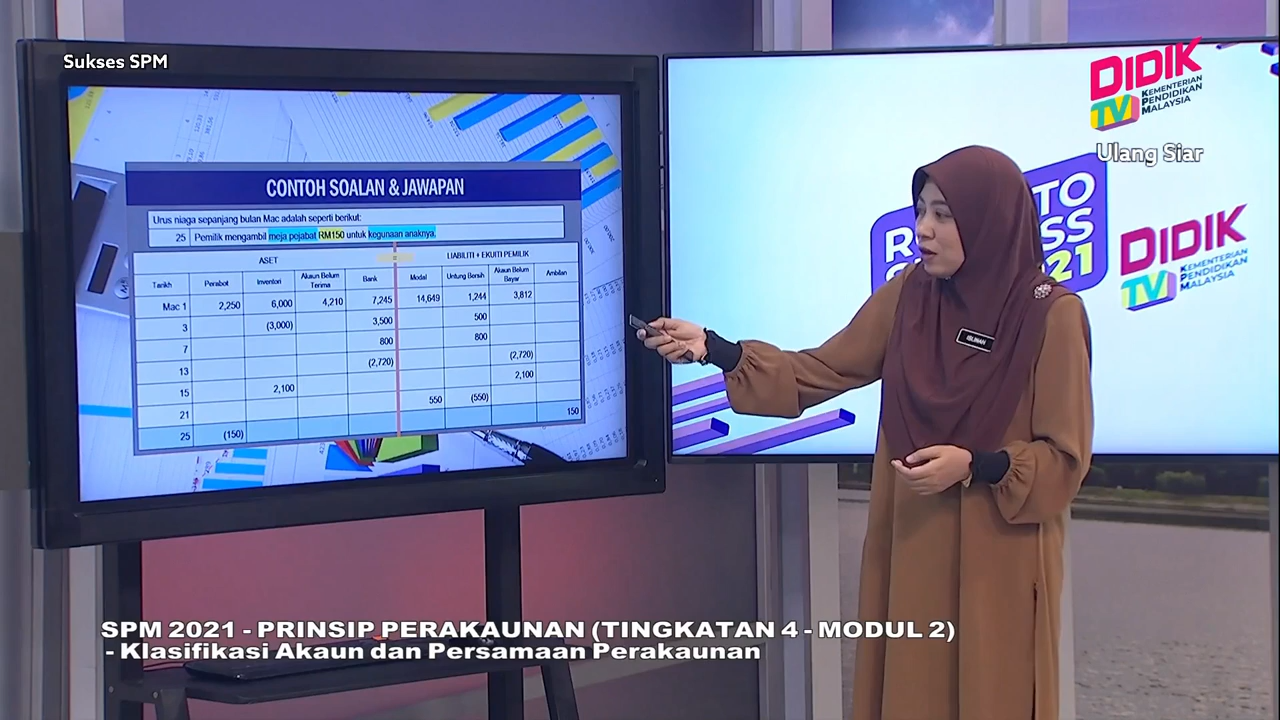 Sukses SPM
DIDIK
TV
KEMENTERIAN
PENDIDIKAN
MALAYSIA
Ulang Siar
CONTOH SOALAN & JAWAPAN
Urus niaga sepanjang bulan Mac adalah seperti berikut:
25 Pemilik mengambil meja pejabat RM150 untuk kegunaan anaknya.
ASET LIABILITI + EKUITI PEMILIK
Tarikh Perabot Inventori Akaun Belum Terima Bank Modal Untung Bersih Akaun Belum Bayar Ambilan
Mac 1 2,250 6,000 4,210 7,245 14,649 1,244 3,812
3 (3,000) 3,500 500
7 800 800
13 (2,720) (2,720)
15 2,100 2,100
21 550 (550)
25 (150) 150
TO
SS
21
DIDIK
TV
KEMENTERIAN
PENDIDIKAN
MALAYSIA
SPM 2021 - PRINSIP PERAKAUNAN (TINGKATAN 4 - MODUL 2)
- Klasifikasi Akaun dan Persamaan Perakaunan